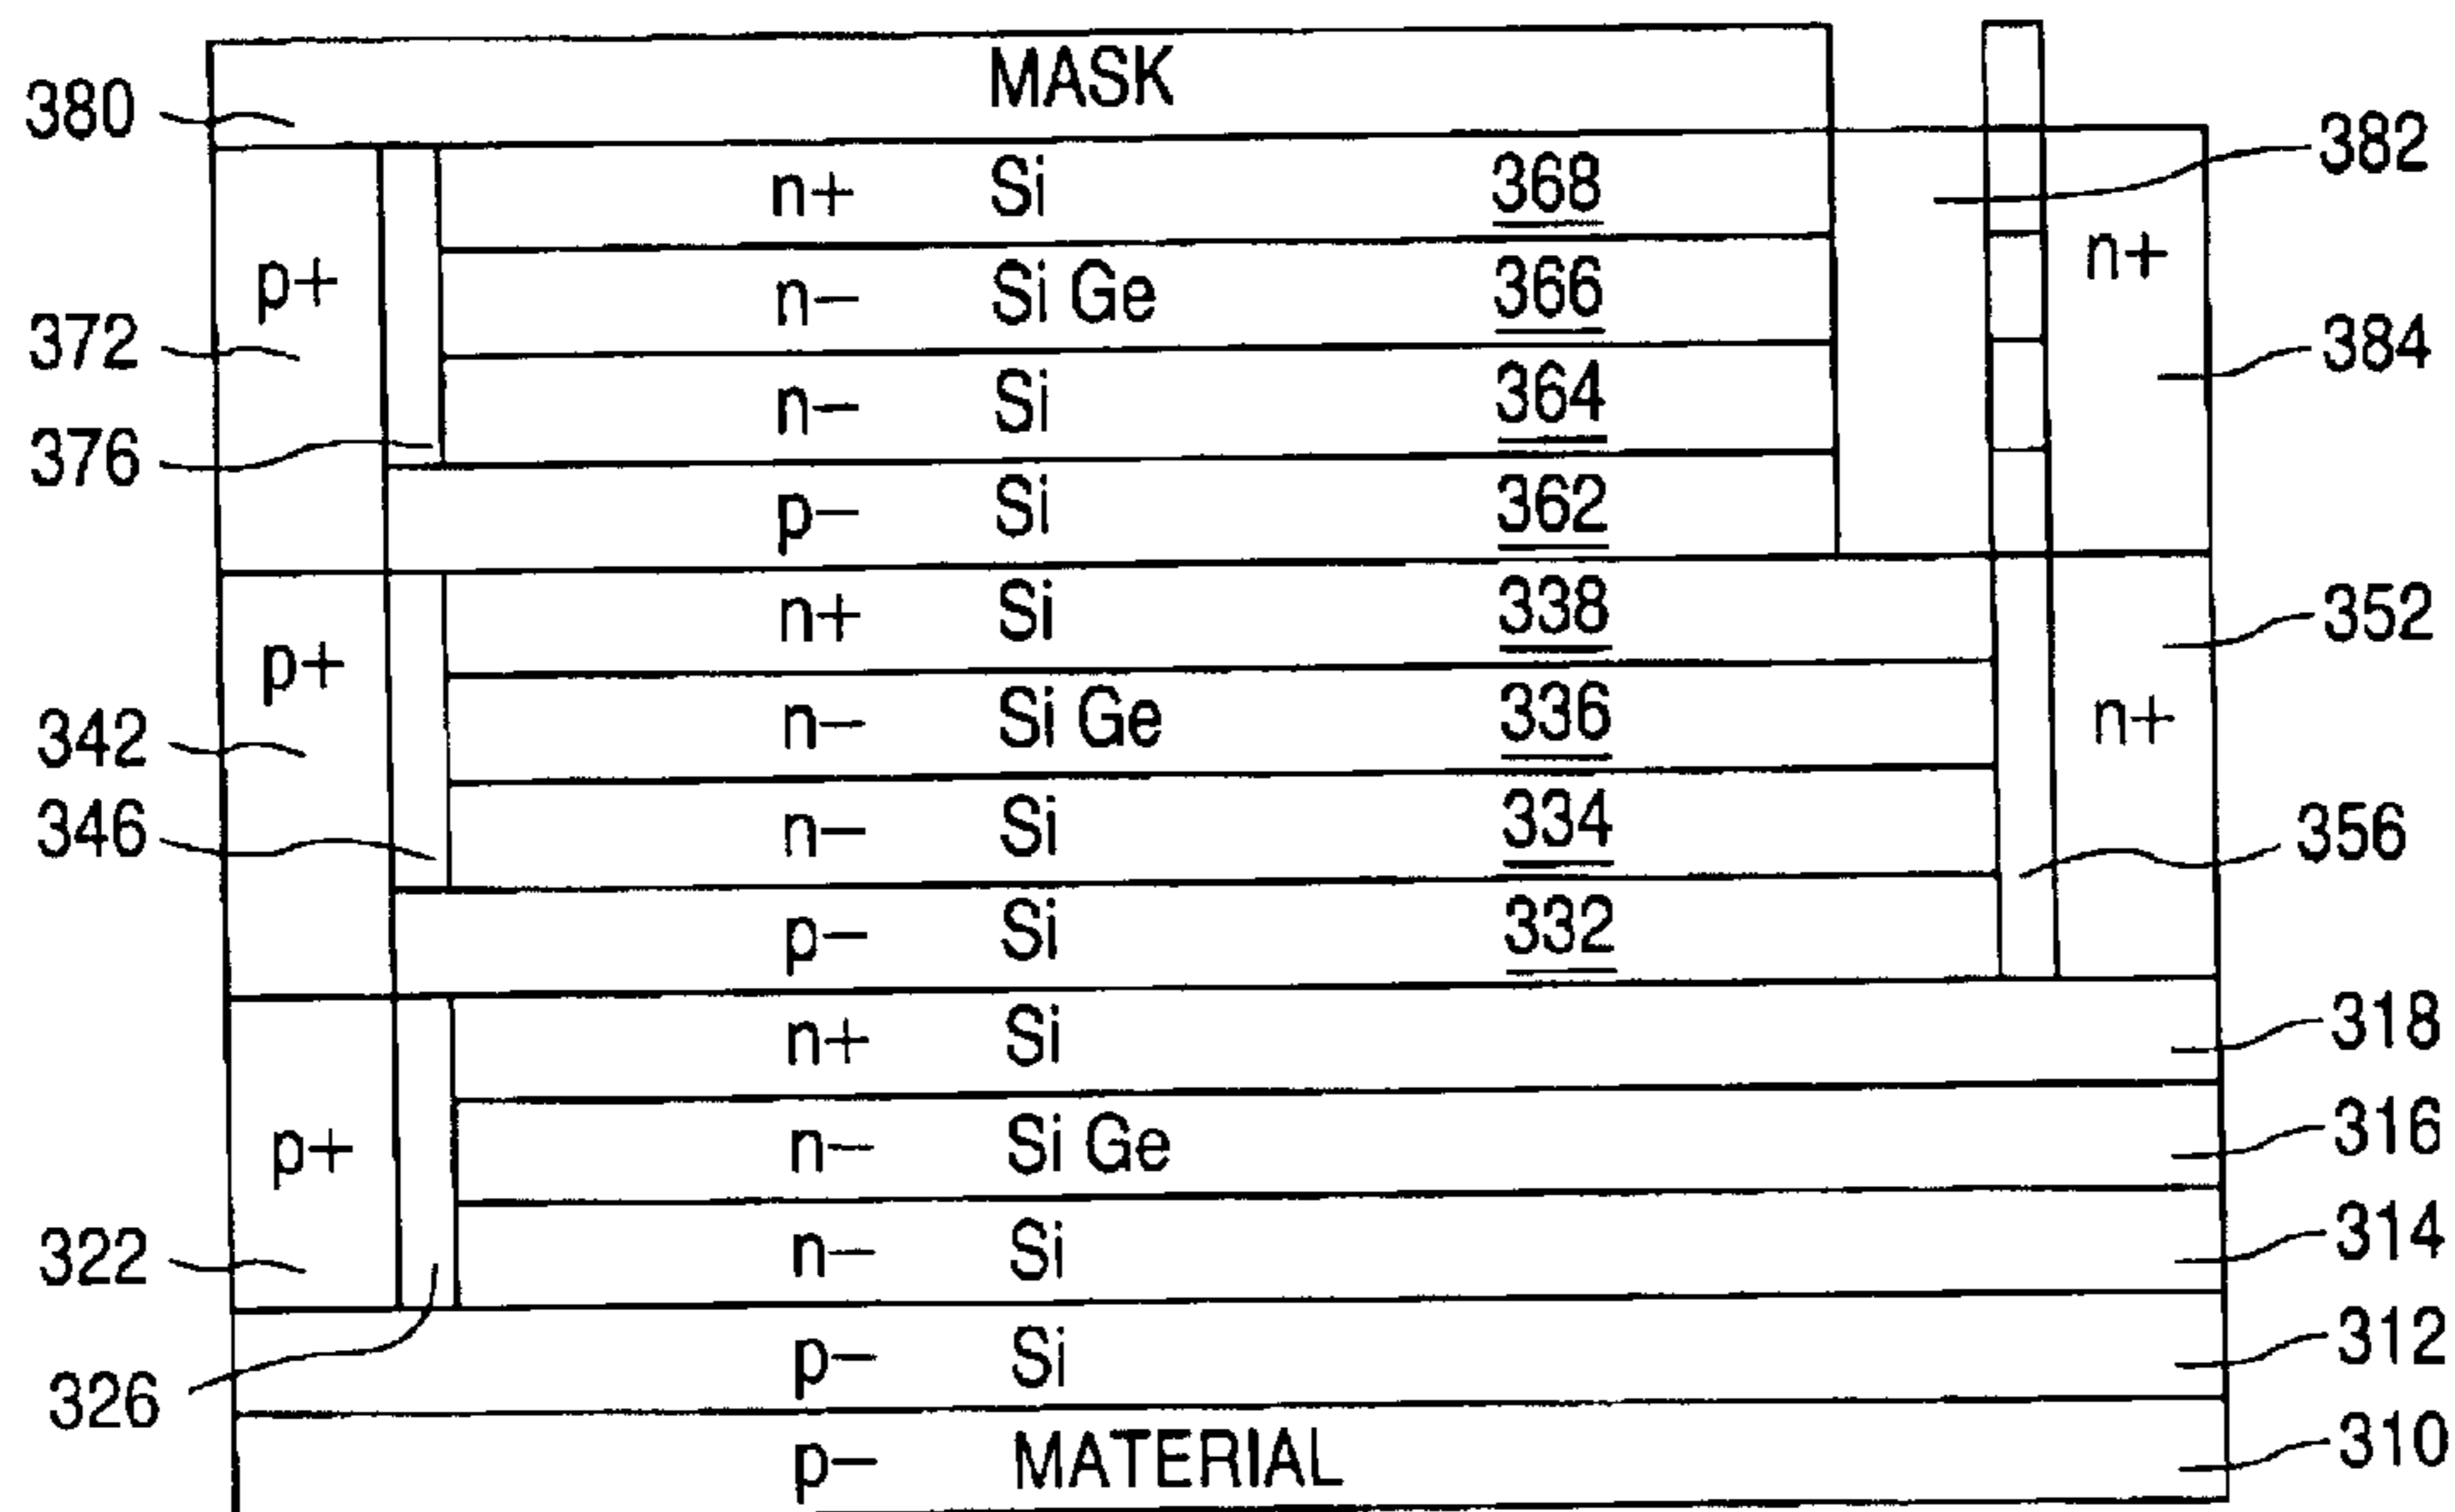 MASK
380
n+ Si 368
382
p+
n- Si Ge 366
n+
372
384
n- Si 364
376
p- Si 362
n+ Si 338
352
p+
n- Si Ge 336
n+
342
346
n- Si 334
356
p- Si 332
n+ Si
318
p+
n- Si Ge
316
322
n- Si
314
326
p- Si
312
p- MATERIAL
310